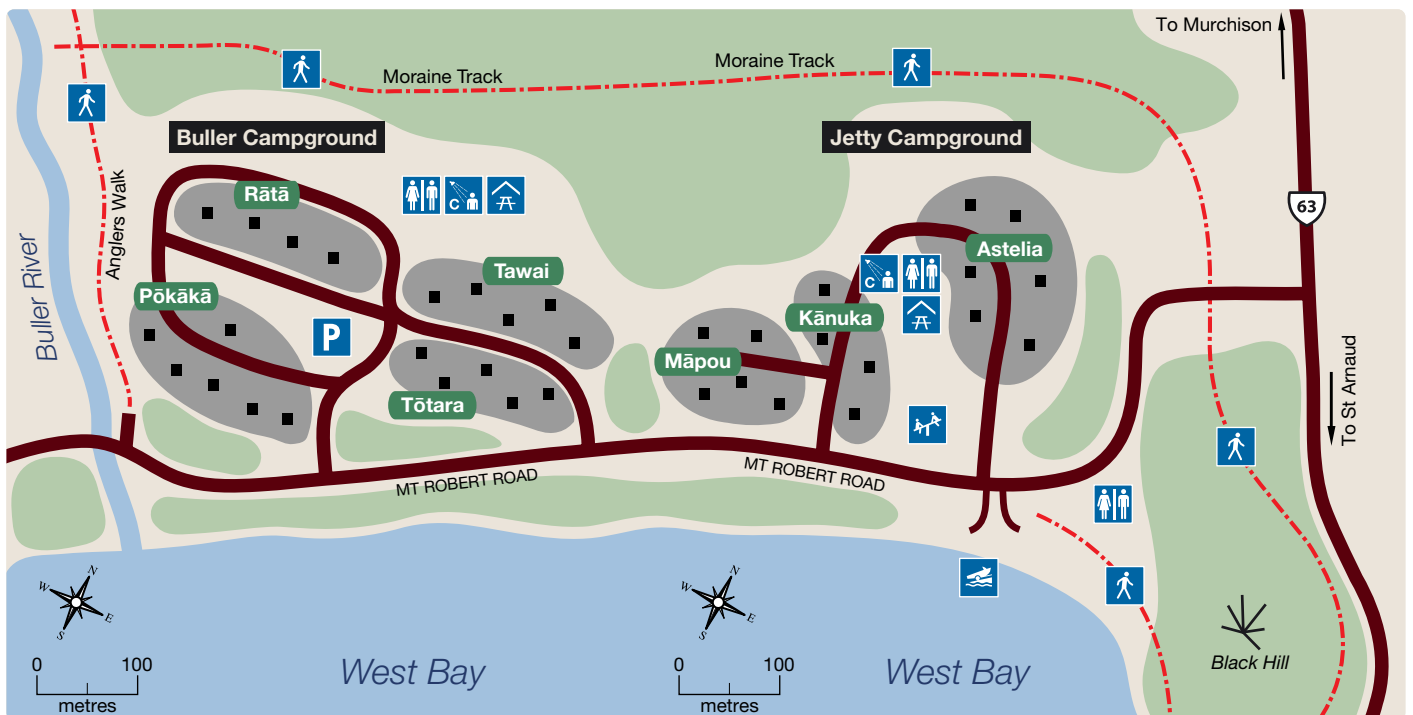 To Murchison
Moraine Track
Moraine Track
Buller Campground
Jetty Campground
Rātā
C
63
Anglers Walk
Buller River
Tawai
Astelia
C
Pōkākā
P
Kānuka
Māpou
Tōtara
To St Arnaud
MT ROBERT ROAD
MT ROBERT ROAD
N
W
E
S
N
W
E
S
0 100
metres
West Bay
0 100
metres
West Bay
Black Hill